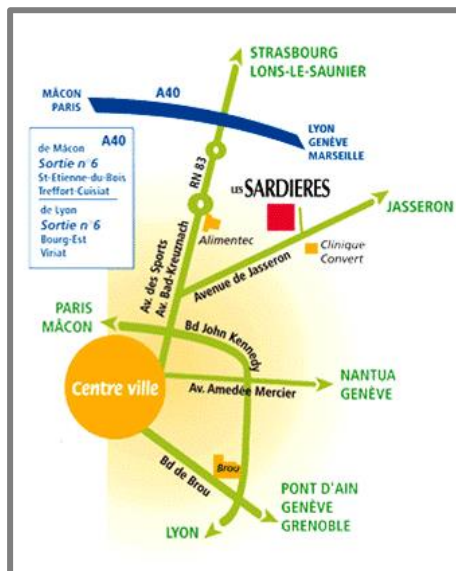 STRASBOURG
LONS-LE-SAUNIER
MÂCON
PARIS
A40
LYON
GENÈVE
MARSEILLE
A40
de Mâcon
Sortie n°6
St-Etienne-du-Bois
Treffort-Cuisiat
de Lyon
Sortie n°6
Bourg-Est
Viriat
RN 83
LES SARDIERES
JASSERON
Alimentec
Clinique
Convert
Avenue de Jasseron
Av. des Sports
Av. Bad-Kreuznach
PARIS
MÂCON
Bd John Kennedy
Centre ville
Av. Amedée Mercier
NANTUA
GENÈVE
Bd de Brou
Brou
PONT D'AIN
GENÈVE
GRENOBLE
LYON